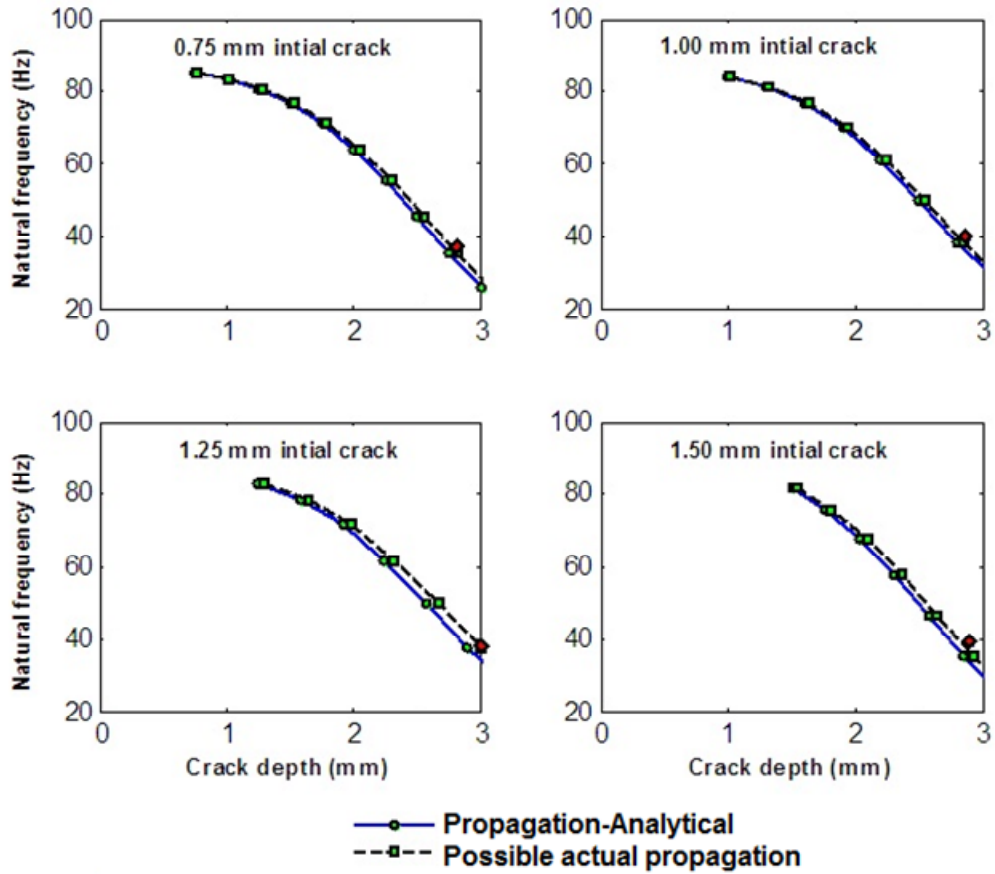 100
80
60
40
20
0 1 2 3
Natural frequency (Hz)
0.75 mm intial crack
100
80
60
40
20
0 1 2 3
1.00 mm intial crack
100
80
60
40
20
0 1 2 3
Natural frequency (Hz)
1.25 mm intial crack
Crack depth (mm)
100
80
60
40
20
0 1 2 3
1.50 mm intial crack
Crack depth (mm)
Propagation-Analytical
Possible actual propagation